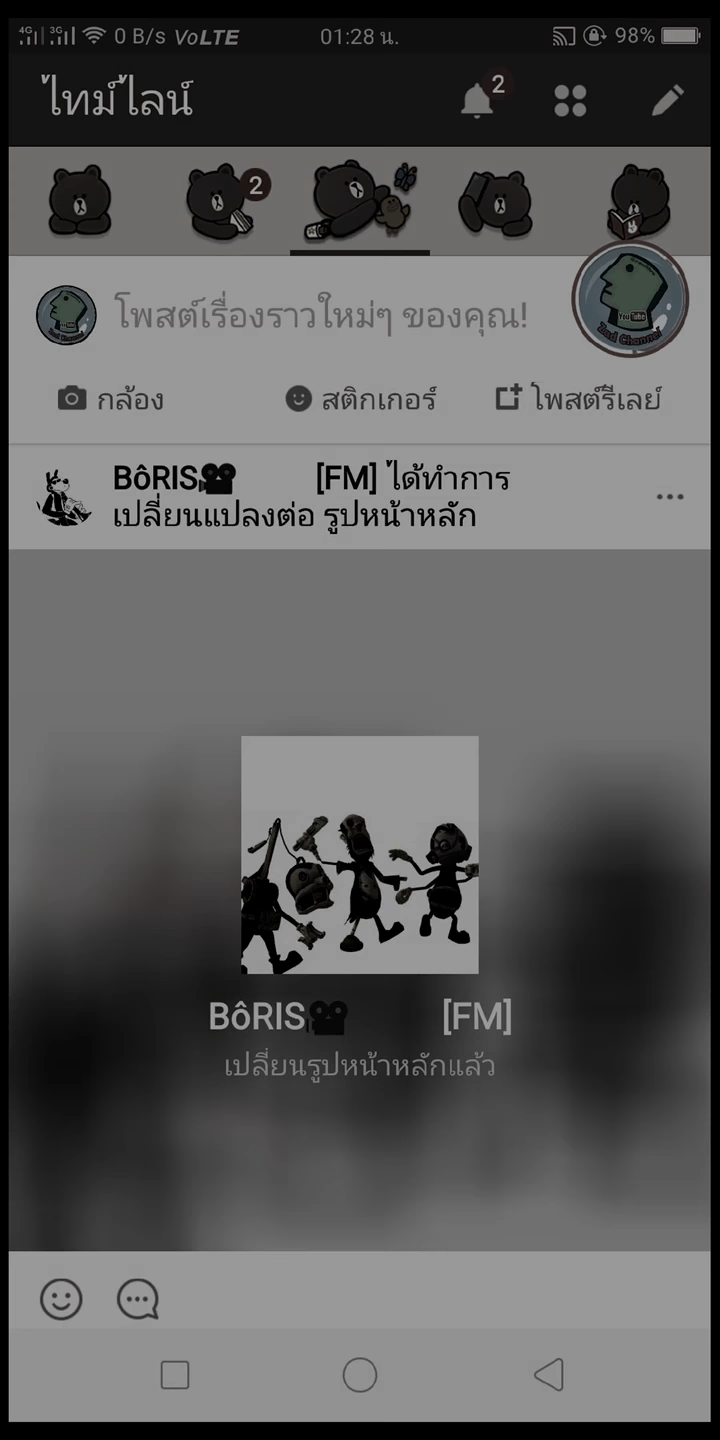 4G 3G 0 B/s VoLTE 01:28 น. 98%
ไทม์ไลน์
2
2
โพสต์เรื่องราวใหม่ๆ ของคุณ!
YouTube
YouTube
กล้อง
สติกเกอร์
โพสต์รีเลย์
BôRIS🎥 [FM] ได้ทำการ
เปลี่ยนแปลงต่อ รูปหน้าหลัก
BôRIS🎥 [FM]
เปลี่ยนรูปหน้าหลักแล้ว